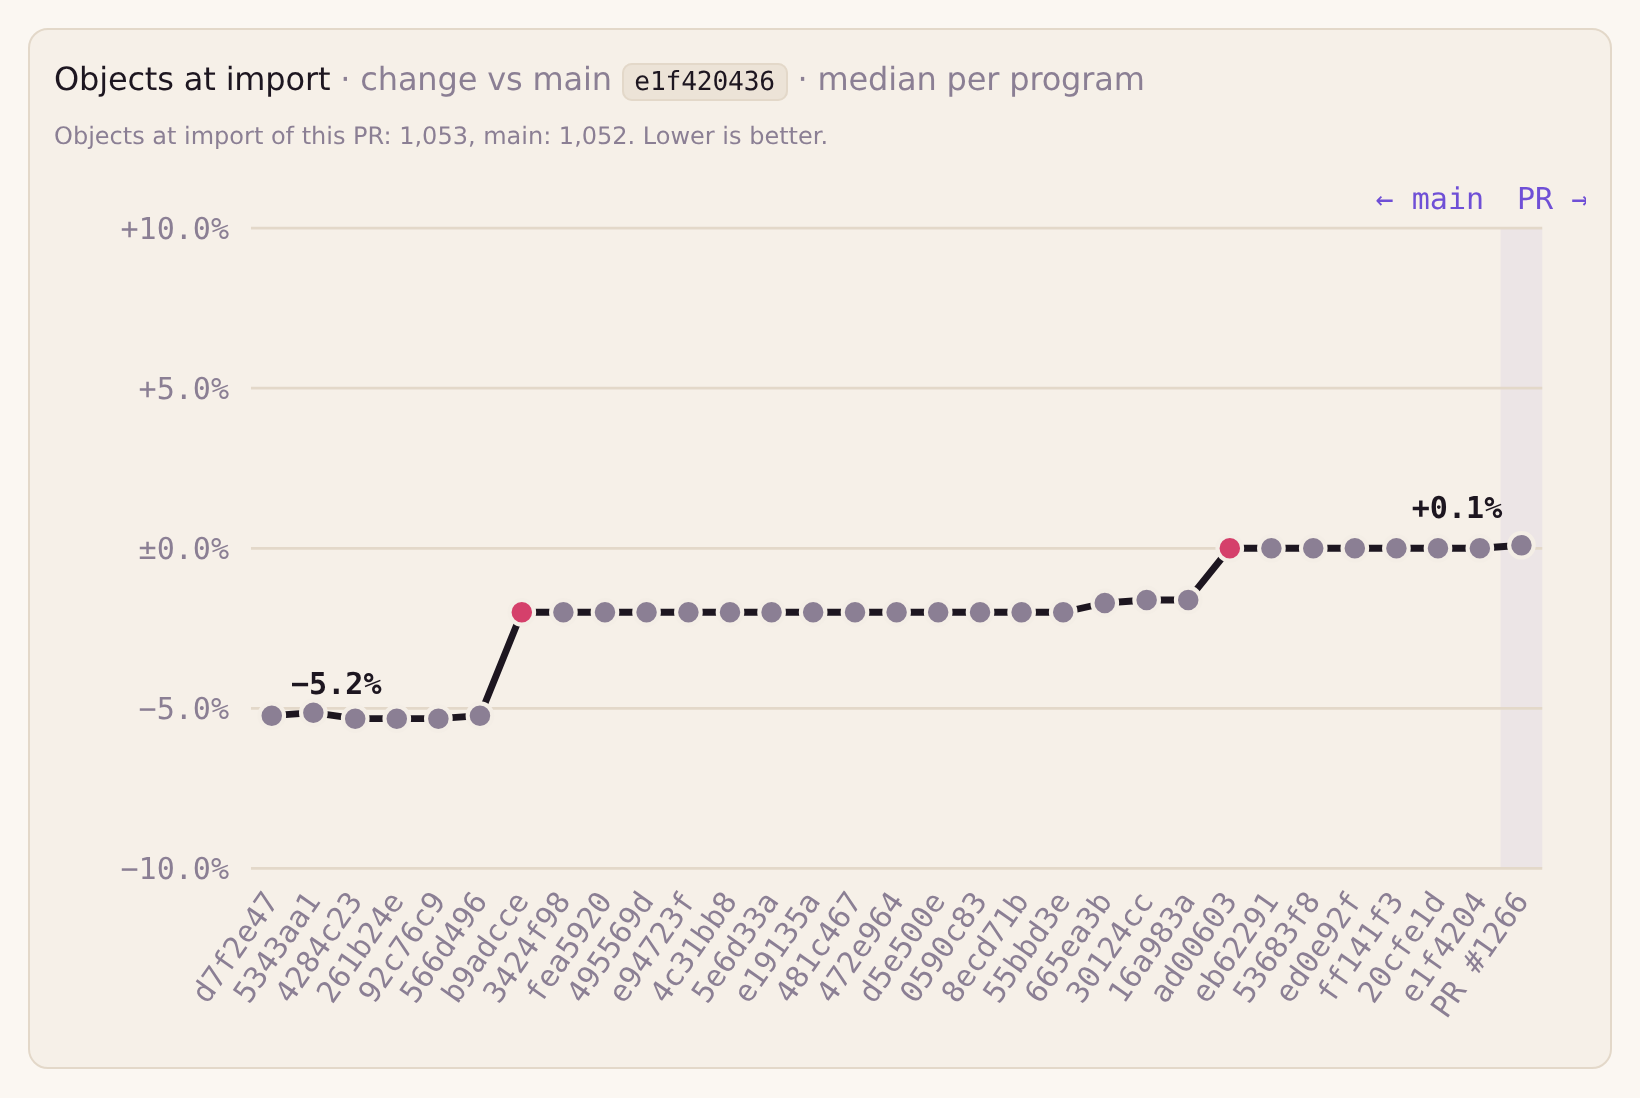 Objects at import · change vs main e1f420436 · median per program
Objects at import of this PR: 1,053, main: 1,052. Lower is better.
← main PR →
+10.0%
+5.0%
+0.1%
±0.0%
−5.2%
−5.0%
−10.0%
d7f2e47
5343aa1
4284c23
261b24e
92c76c9
566d496
b9adcce
3424f98
fea5920
495569d
e94723f
4c31bb8
5e6d33a
e19135a
481c467
472e964
d5e500e
0590c83
8ecd71b
55bbd3e
665ea3b
30124cc
16a983a
ad00603
eb62291
53683f8
ed0e92f
ff141f3
20cfe1d
e1f4204
PR #1266